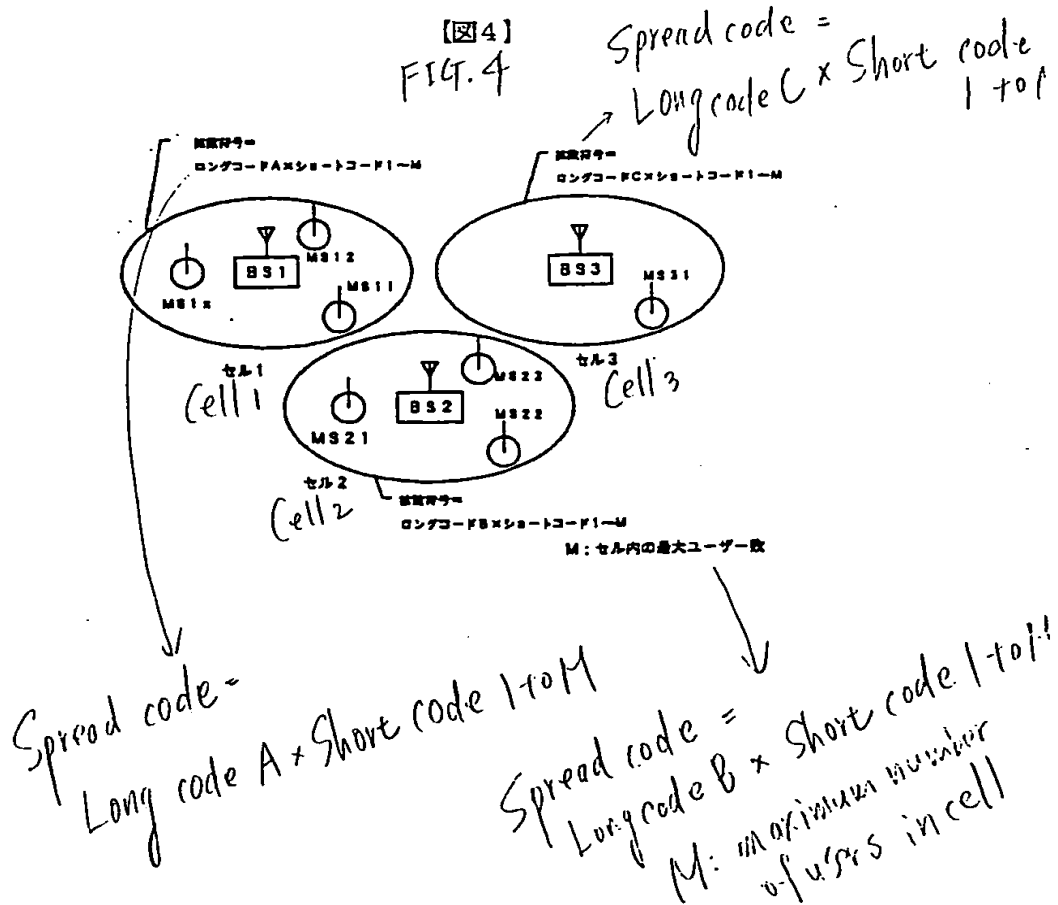 【図4】
FIG. 4
Spread code =
Long code C × Short code
1 to
拡散符号=
ロングコードA×ショートコード1〜M
拡散符号=
ロングコードC×ショートコード1〜M
BS1
MS12
MS11
MS1x
BS3
MS31
セル1
Cell 1
セル3
Cell 3
BS2
MS23
MS22
MS21
セル2
Cell 2
拡散符号=
ロングコードB×ショートコード1〜M
M:セル内の最大ユーザー数
Spread code =
Long code A × Short code 1 to M
Spread code =
Long code B × Short code 1 to M
M: maximum number
of users in cell